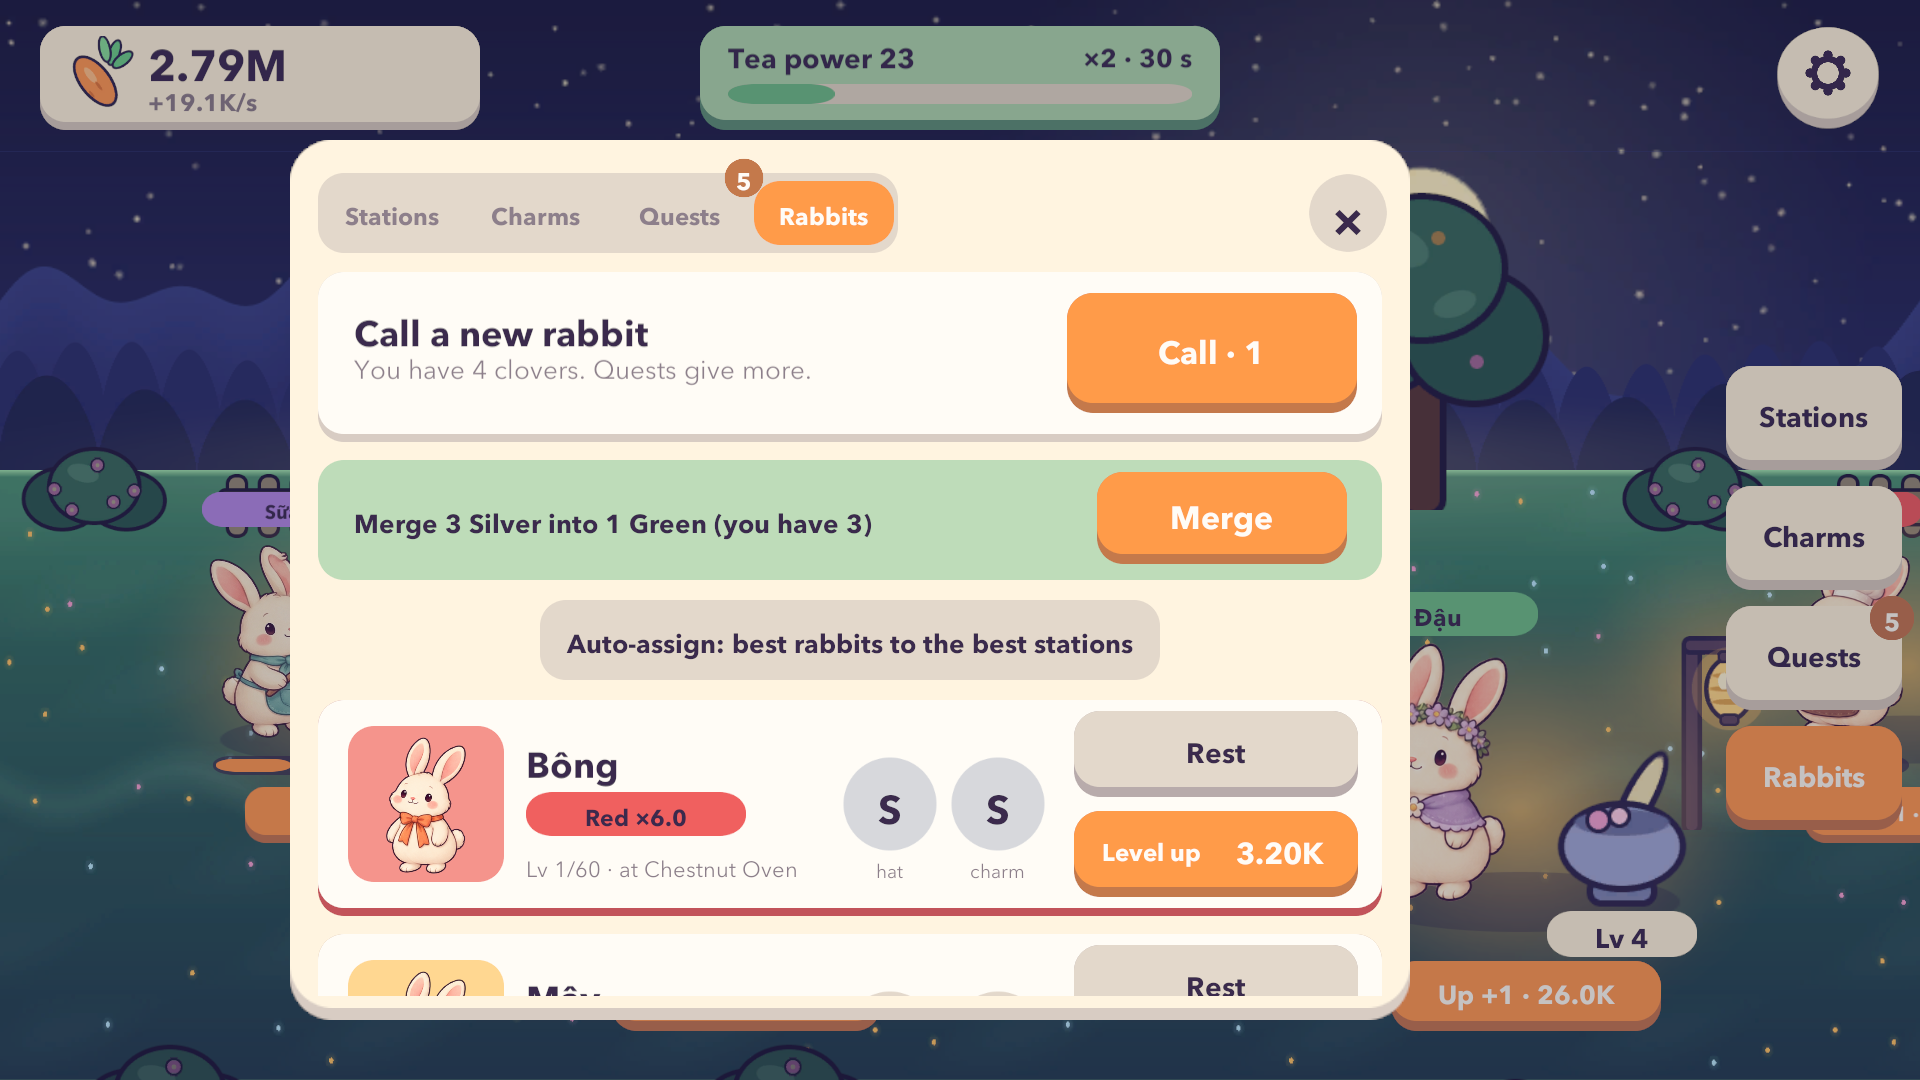 2.79M
+19.1K/s
Tea power 23
×2 · 30 s
5
Stations
Charms
Quests
Rabbits
×
Call a new rabbit
You have 4 clovers. Quests give more.
Call · 1
Merge 3 Silver into 1 Green (you have 3)
Merge
Auto-assign: best rabbits to the best stations
Bông
Red ×6.0
Lv 1/60 · at Chestnut Oven
S
hat
S
charm
Rest
Level up 3.20K
Rest
Đậu
Lv 4
Up +1 · 26.0K
Stations
Charms
5
Quests
Rabbits